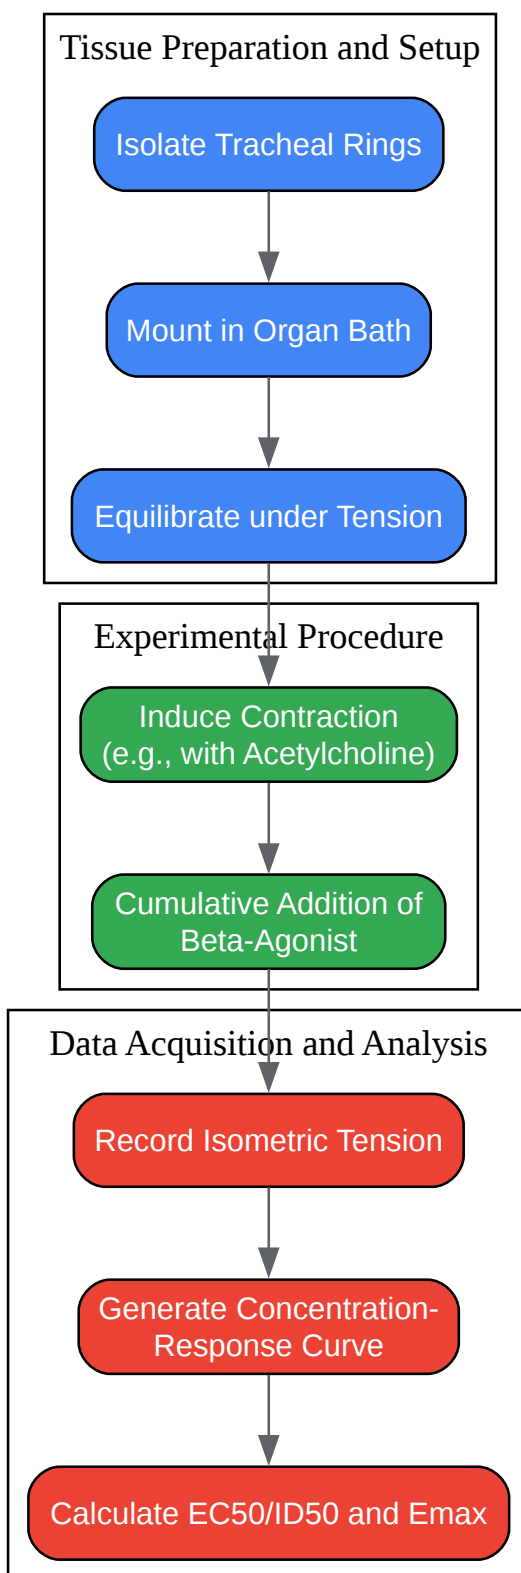 Tissue Preparation and Setup
Isolate Tracheal Rings
Mount in Organ Bath
Equilibrate under Tension
Experimental Procedure
Induce Contraction
(e.g., with Acetylcholine)
Cumulative Addition of
Beta-Agonist
Data Acquisition and Analysis
Record Isometric Tension
Generate Concentration-
Response Curve
Calculate EC50/ID50 and Emax